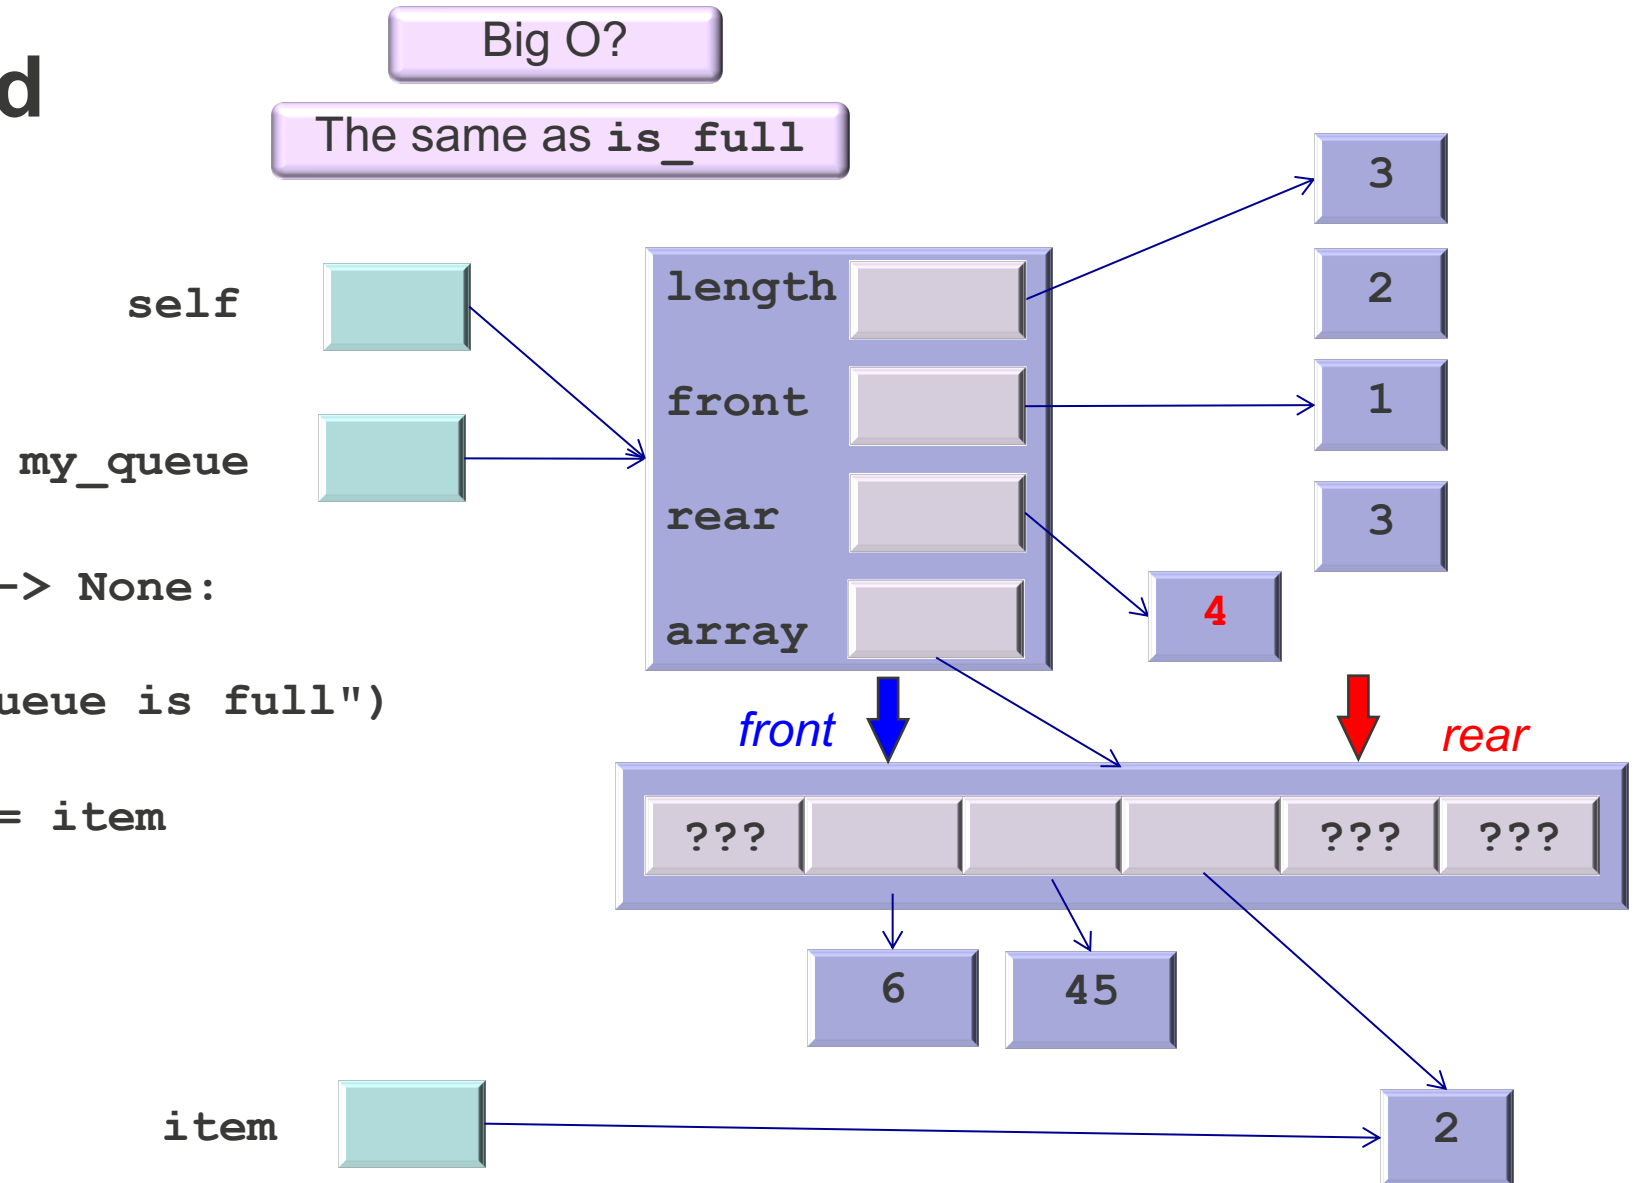 d
Big O?
The same as is_full
3
length
2
self
front
1
my_queue
rear
3
-> None:
4
array
ueue is full")
front
rear
= item
??? ??? ???
6
45
item
2